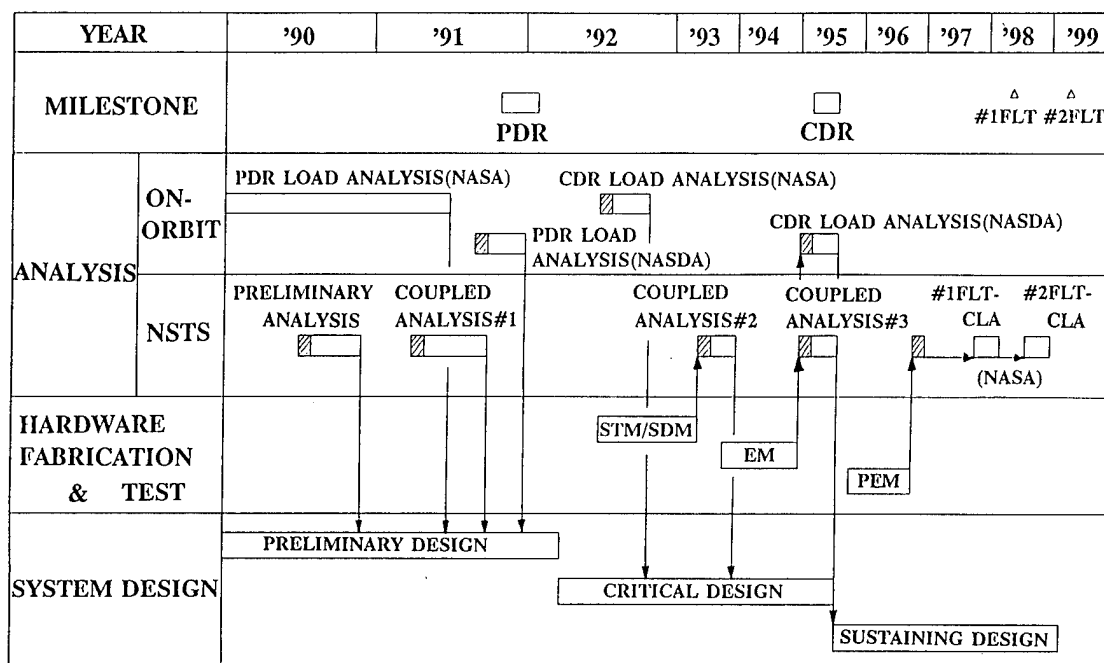 YEAR '90 '91 '92 '93 '94 '95 '96 '97 '98 '99
MILESTONE
PDR
CDR
#1FLT #2FLT
ANALYSIS
ON-
ORBIT
PDR LOAD ANALYSIS(NASA)
CDR LOAD ANALYSIS(NASA)
PDR LOAD
ANALYSIS(NASDA)
CDR LOAD ANALYSIS(NASDA)
NSTS
PRELIMINARY
ANALYSIS
COUPLED
ANALYSIS#1
COUPLED
ANALYSIS#2
COUPLED
ANALYSIS#3
#1FLT-
CLA
#2FLT-
CLA
(NASA)
HARDWARE
FABRICATION
& TEST
STM/SDM
EM
PEM
SYSTEM DESIGN
PRELIMINARY DESIGN
CRITICAL DESIGN
SUSTAINING DESIGN